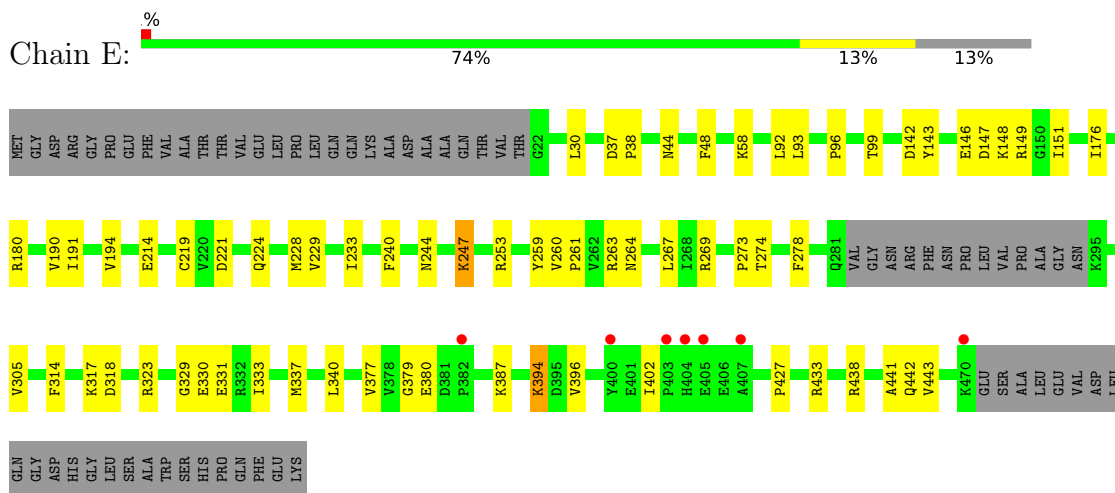 %
Chain E:
74% 13% 13%
MET GLY ASP ARG GLY PRO GLU PHE VAL ALA THR THR VAL GLU LEU PRO LEU GLN GLN LYS ALA ASP ALA ALA ALA GLN THR VAL THR G22 L30 D37 P38 N44 F48 K58 L92 L93 P96 T99 D142 Y143 E146 D147 K148 R149 G150 I151 I176
R180 V190 I191 V194 E214 C219 V220 D221 Q224 M228 V229 I233 F240 N244 K247 R253 Y259 V260 P261 V262 R263 N264 L267 I268 R269 P273 T274 F278 Q281 VAL GLY ASN ARG PHE ASN PRO LEU VAL PRO ALA GLY ASN K295
V305 F314 K317 D318 R323 G329 E330 E331 R332 I333 M337 L340 V377 V378 G379 E380 D381 P382 K387 K394 D395 V396 Y400 E401 I402 P403 H404 E405 E406 A407 P427 R433 R438 A441 Q442 V443 K470 GLU SER ALA LEU GLU VAL ASP LEU
GLN GLY ASP HIS GLY LEU SER ALA TRP SER HIS PRO GLN PHE GLU LYS